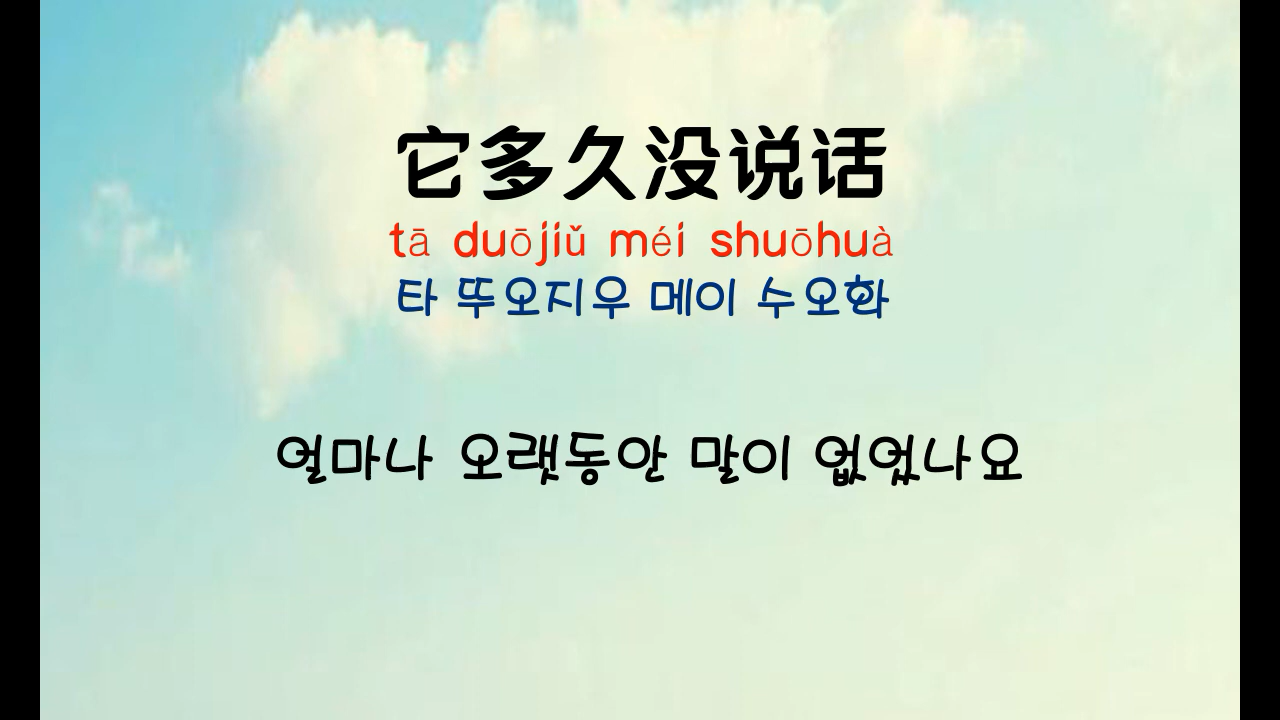 它多久没说话
tā duōjiǔ méi shuōhuà
타 뚜오지우 메이 수오화
얼마나 오랫동안 말이 없었나요